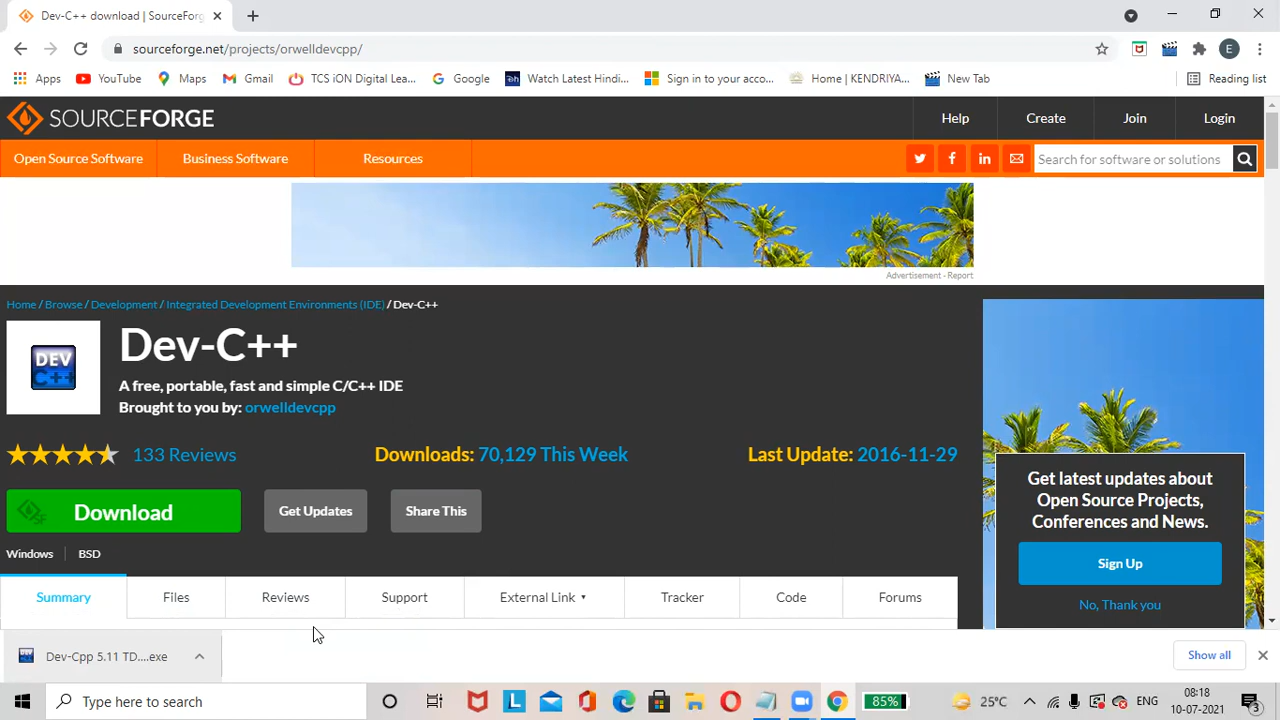 Dev-C++ download | SourceForg
sourceforge.net/projects/orwelldevcpp/
E
Apps YouTube Maps Gmail TCS iON Digital Lea... Google Watch Latest Hindi... Sign in to your acco... Home | KENDRIYA... New Tab Reading list
SOURCEFORGE Help Create Join Login
Open Source Software Business Software Resources Search for software or solutions
Advertisement - Report
Home / Browse / Development / Integrated Development Environments (IDE) / Dev-C++
DEV
C++
Dev-C++
A free, portable, fast and simple C/C++ IDE
Brought to you by: orwelldevcpp
133 Reviews Downloads: 70,129 This Week Last Update: 2016-11-29
Get latest updates about
Open Source Projects,
Conferences and News.
Sign Up
No, Thank you
Download Get Updates Share This
Windows BSD
Summary Files Reviews Support External Link Tracker Code Forums
Dev-Cpp 5.11 TD....exe Show all
Type here to search 85% 25°C ENG 08:18
10-07-2021 3